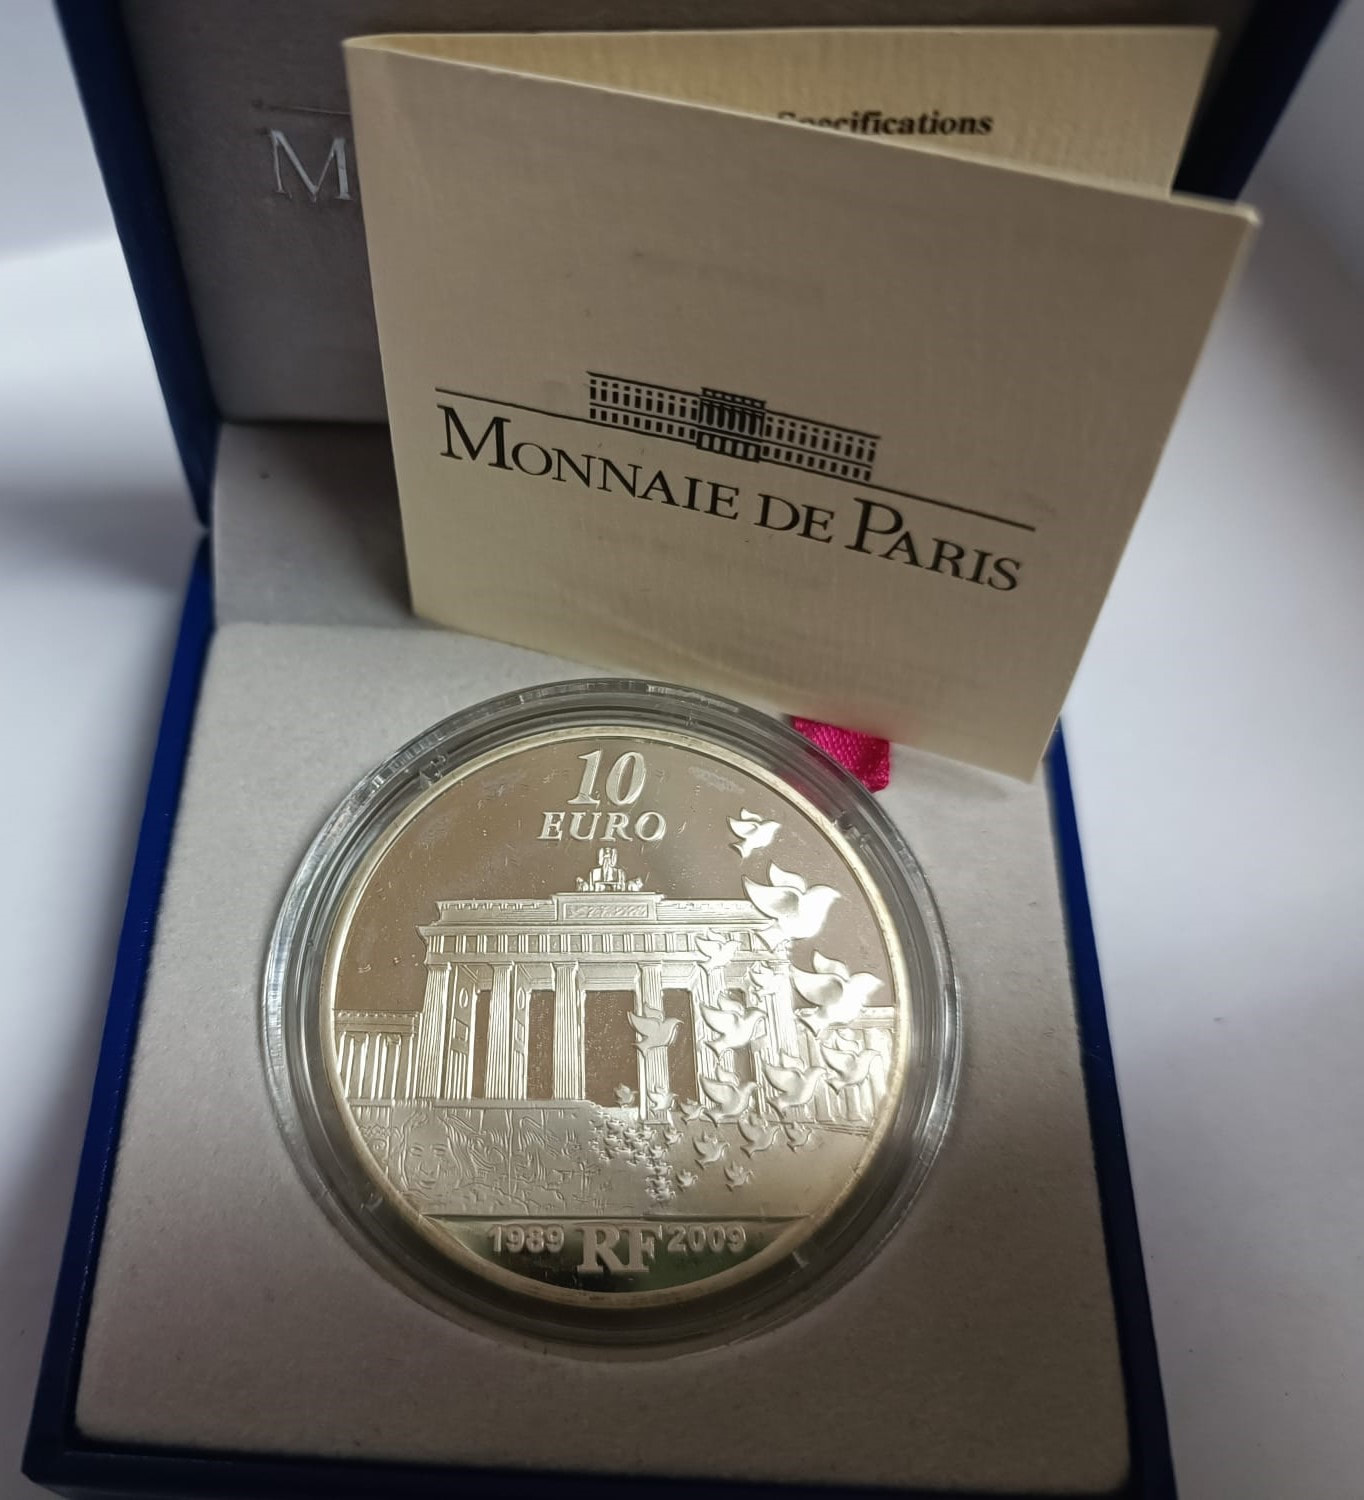 Specifications
M
MONNAIE DE PARIS
10
EURO
1989 RF 2009